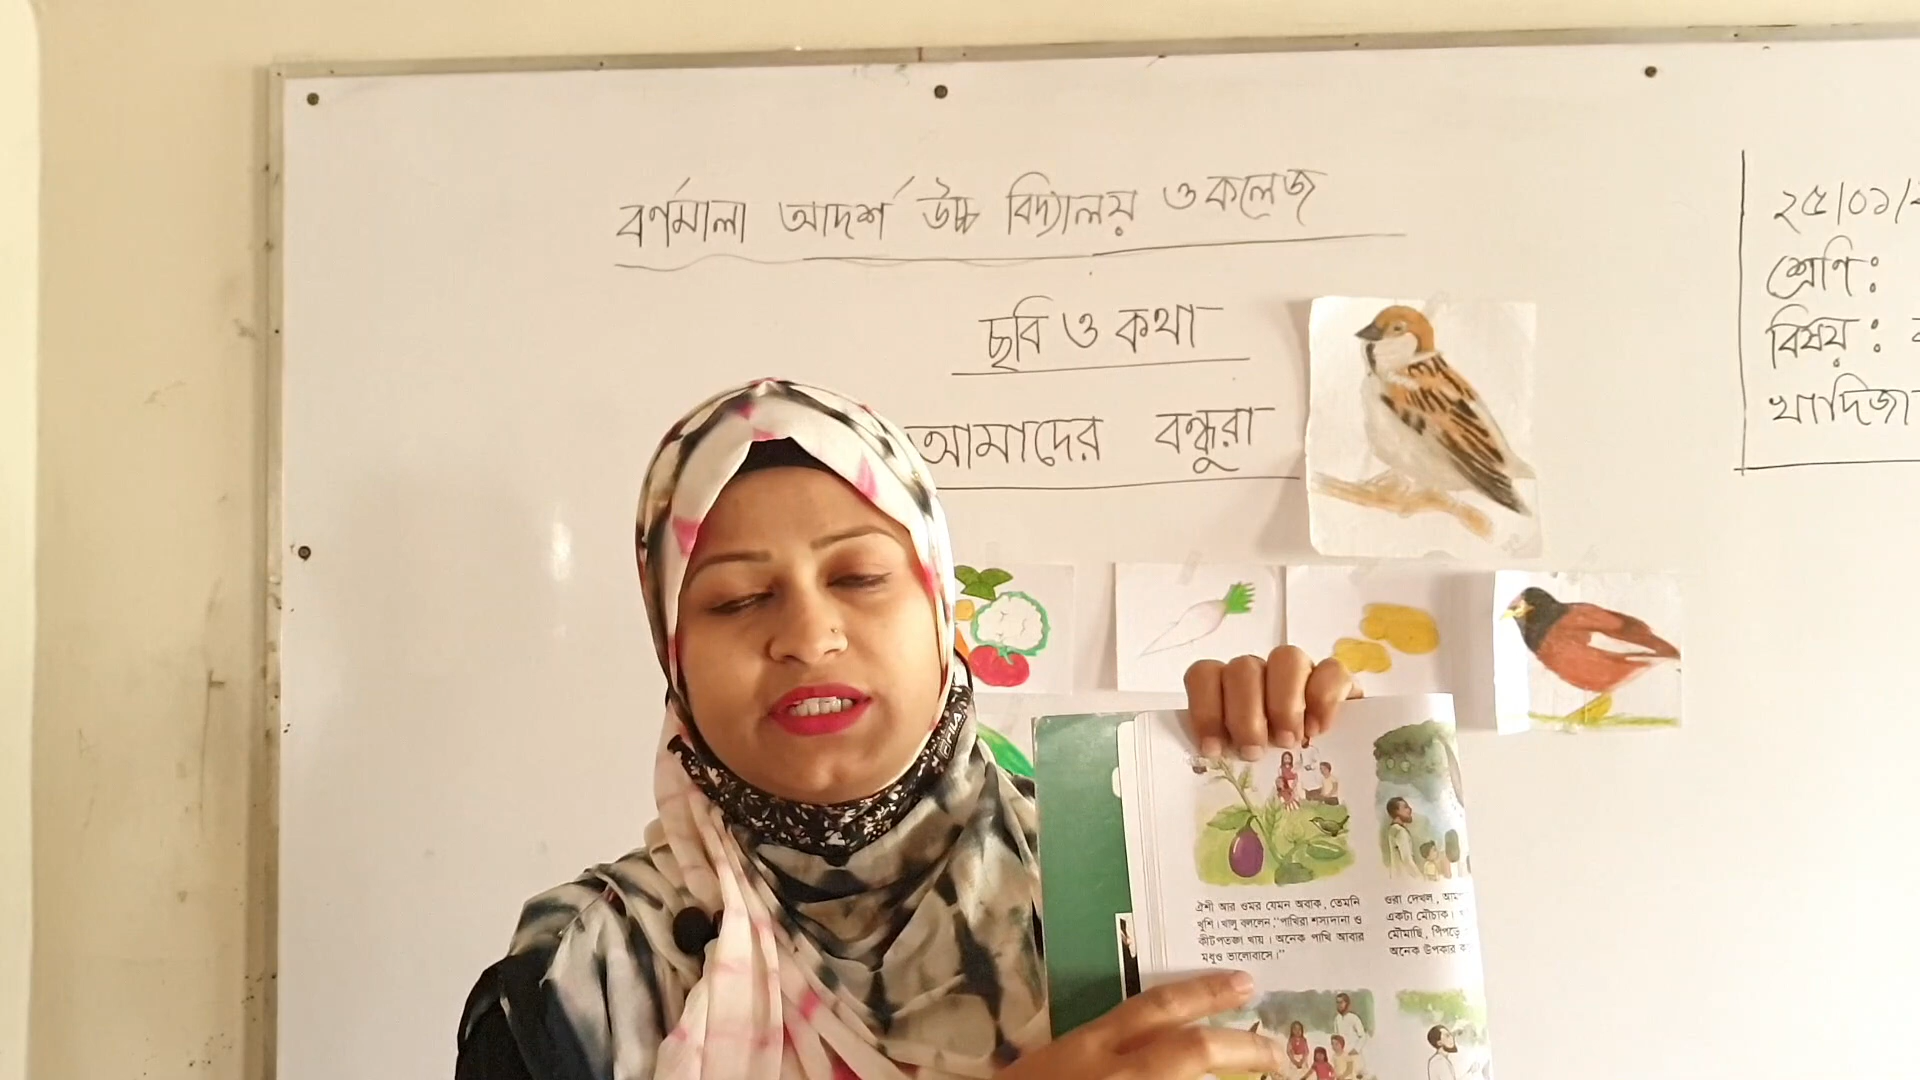 বর্ণমালা আদর্শ উচ্চ বিদ্যালয় ও কলেজ
ছবি ও কথা
আমাদের বন্ধুরা
২৫/০১/
শ্রেণি:
বিষয়:
খাদিজা
ঐশী আর ওমর যেমন অবাক, তেমনি
খুশি। খালু বললেন, "পাখিরা শস্যদানা ও
কীটপতঙ্গ খায়। অনেক পাখি আবার
মধুও ভালোবাসে।"
ওরা দেখল,
একটা মৌচাক।
মৌমাছি, পিঁপড়ে
অনেক উপকার